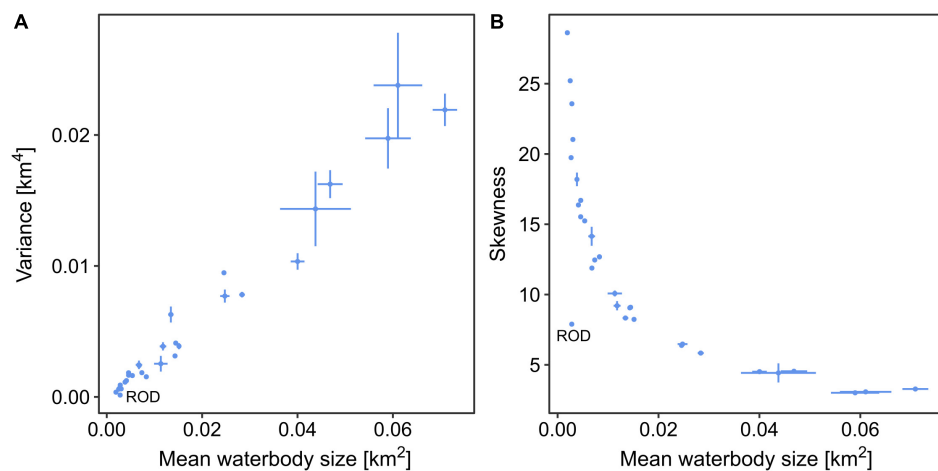 A
Variance [km4]
0.02
0.01
0.00
ROD
0.00 0.02 0.04 0.06
Mean waterbody size [km2]
B
Skewness
25
20
15
10
5
ROD
0.00 0.02 0.04 0.06
Mean waterbody size [km2]